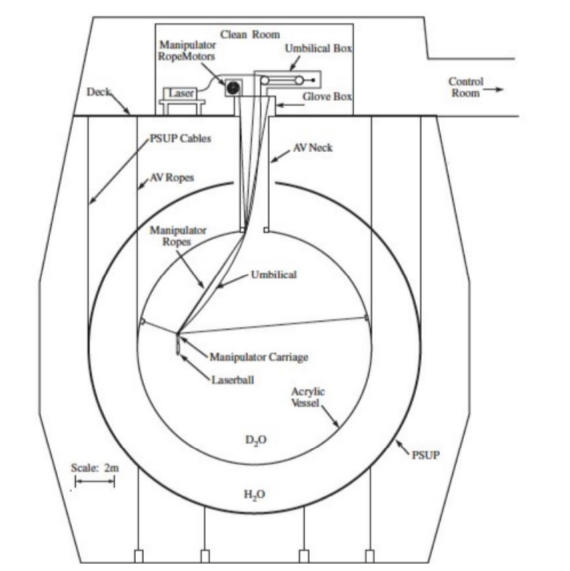 Clean Room
Manipulator
RopeMotors
Umbilical Box
Laser
Glove Box
Control
Room
Deck
PSUP Cables
AV Neck
AV Ropes
Manipulator
Ropes
Umbilical
Manipulator Carriage
Laserball
Acrylic
Vessel
D₂O
PSUP
Scale: 2m
H₂O